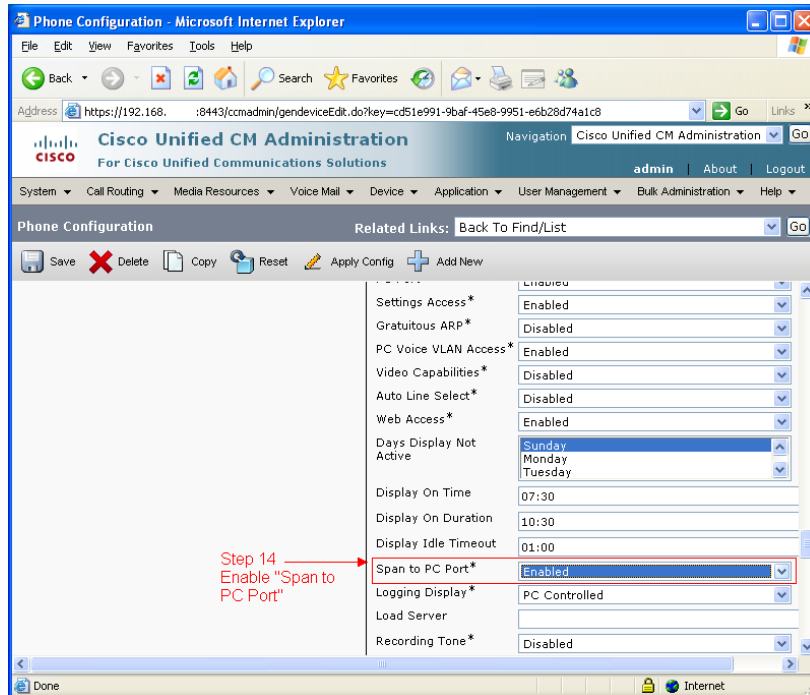 Phone Configuration - Microsoft Internet Explorer
File Edit View Favorites Tools Help
Back Search Favorites
Address https://192.168. :8443/ccmadmin/gendeviceEdit.do?key=cd51e991-9baf-45e8-9951-e6b28d74a1c8 Go Links »
CISCO
Cisco Unified CM Administration
For Cisco Unified Communications Solutions
Navigation Cisco Unified CM Administration Go
admin | About | Logout
System Call Routing Media Resources Voice Mail Device Application User Management Bulk Administration Help
Phone Configuration Related Links: Back To Find/List Go
Save Delete Copy Reset Apply Config Add New
Enabled
Settings Access* Enabled
Gratuitous ARP* Disabled
PC Voice VLAN Access* Enabled
Video Capabilities* Disabled
Auto Line Select* Disabled
Web Access* Enabled
Days Display Not Active
Sunday
Monday
Tuesday
Display On Time 07:30
Display On Duration 10:30
Display Idle Timeout 01:00
Step 14
Enable "Span to
PC Port"
Span to PC Port* Enabled
Logging Display* PC Controlled
Load Server
Recording Tone* Disabled
Done Internet